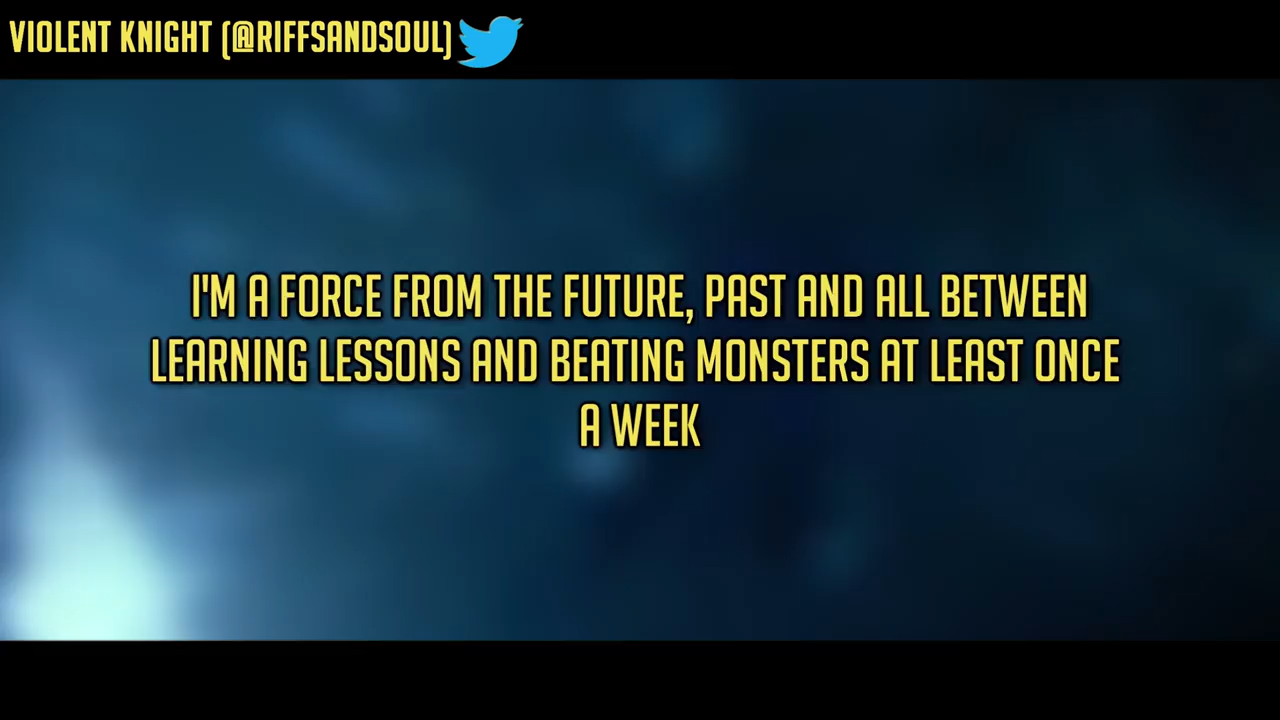 VIOLENT KNIGHT (@RIFFSANDSOUL)
I'M A FORCE FROM THE FUTURE, PAST AND ALL BETWEEN
LEARNING LESSONS AND BEATING MONSTERS AT LEAST ONCE
A WEEK